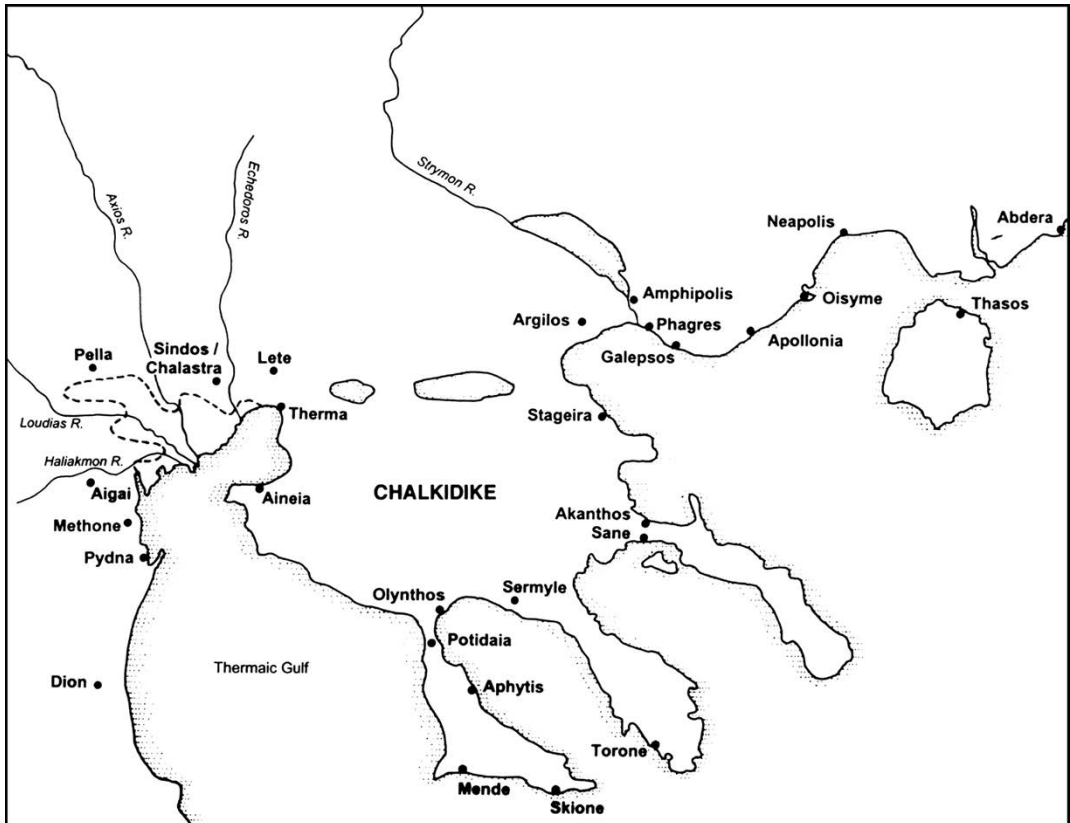 Axios R.
Echedoros R.
Strymon R.
Neapolis
Abdera
Amphipolis
Oisyme
Thasos
Argilos
Phagres
Apollonia
Galepsos
Pella
Sindos /
Chalastra
Lete
Therma
Stageira
Loudias R.
Haliakmon R.
Aigai
Aineia
CHALKIDIKE
Methone
Akanthos
Sane
Pydna
Olynthos
Sermyle
Potidaia
Thermaic Gulf
Dion
Aphytis
Torone
Mende
Skione